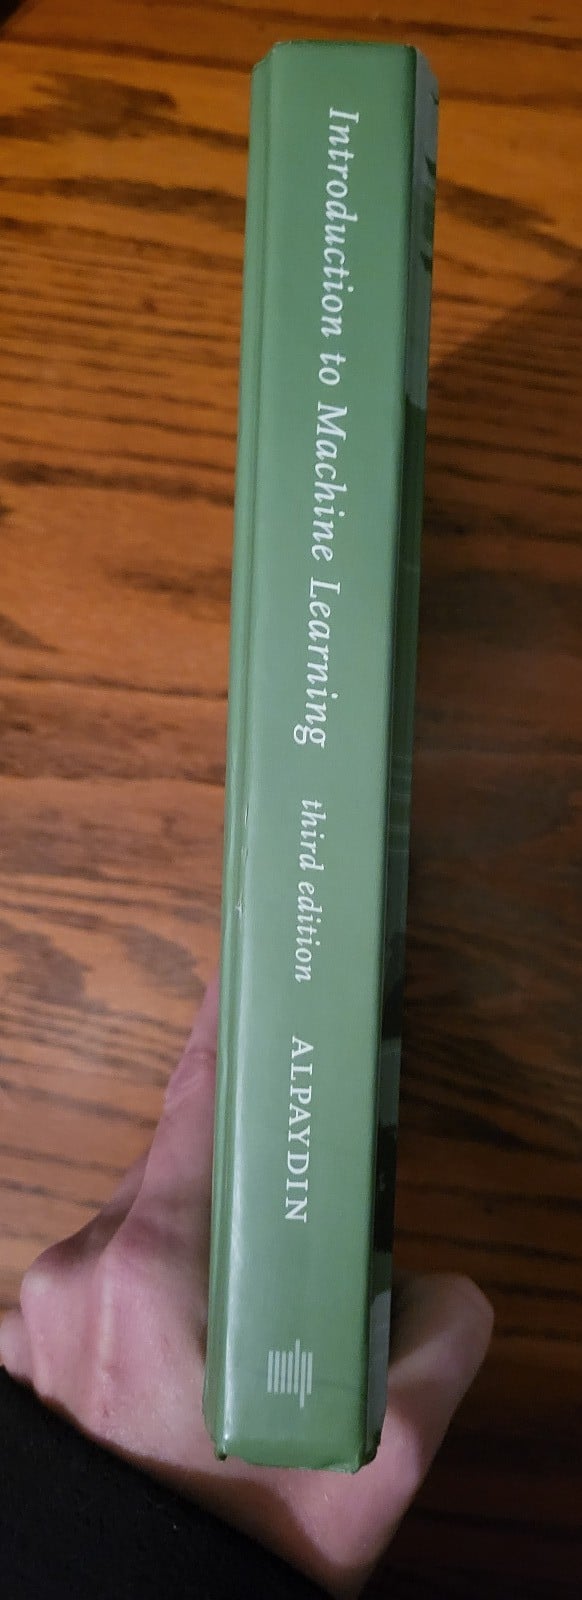 Introduction to Machine Learning third edition ALPAYDIN